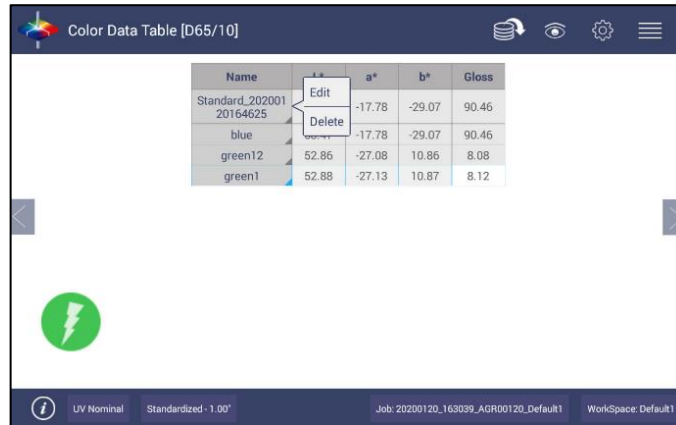 Color Data Table [D65/10]
Name a* b* Gloss
Standard_202001 -17.78 -29.07 90.46
20164625
Edit
Delete
blue -17.78 -29.07 90.46
green12 52.86 -27.08 10.86 8.08
green1 52.88 -27.13 10.87 8.12
i UV Nominal Standardized - 1.00" Job: 20200120_163039_AGR00120_Default1 WorkSpace: Default1